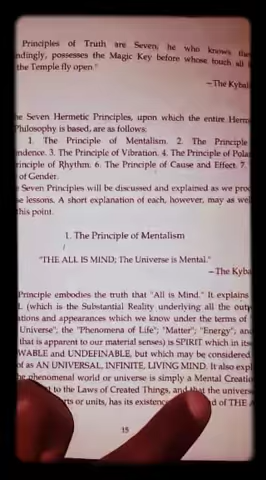 Principles of Truth are Seven; he who knows
ndingly, possesses the Magic Key before whose touch all
the Temple fly open."
—The Kybal
e Seven Hermetic Principles, upon which the entire Herm
Philosophy is based, are as follows:
1. The Principle of Mentalism. 2. The Principle
ndence. 3. The Principle of Vibration. 4. The Principle of Pola
rinciple of Rhythm. 6. The Principle of Cause and Effect. 7.
of Gender.
Seven Principles will be discussed and explained as we proc
e lessons. A short explanation of each, however, may as wel
this point.
1. The Principle of Mentalism
"THE ALL IS MIND; The Universe is Mental."
—The Kyba
Principle embodies the truth that "All is Mind." It explains
L (which is the Substantial Reality underlying all the out
ations and appearances which we know under the terms of
Universe"; the "Phenomena of Life"; "Matter"; "Energy"; an
that is apparent to our material senses) is SPIRIT which in its
WABLE and UNDEFINABLE, but which may be considered
of as AN UNIVERSAL, INFINITE, LIVING MIND. It also exp
he phenomenal world or universe is simply a Mental Creatio
to the Laws of Created Things, and that the univers
rts or units, has its existence nd of THE A
15